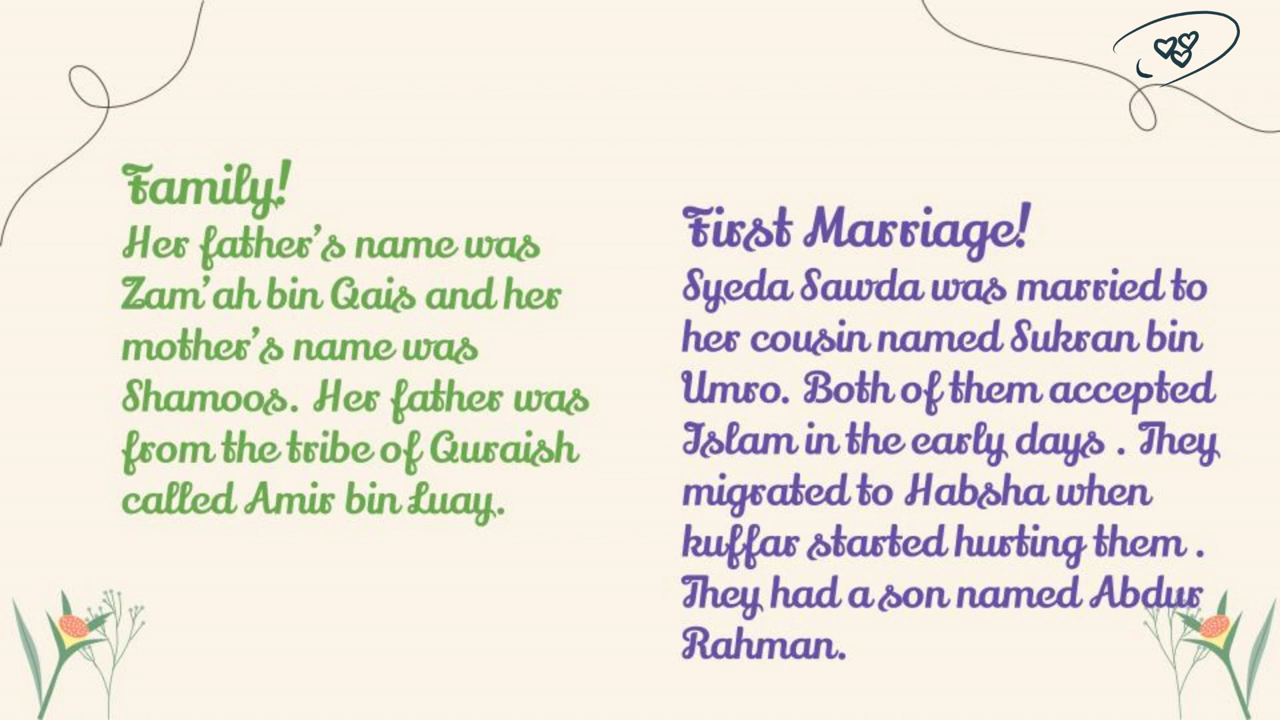 Family!
Her father's name was
Zam'ah bin Qais and her
mother's name was
Shamoos. Her father was
from the tribe of Quraish
called Amir bin Luay.
First Marriage!
Syeda Sawda was married to
her cousin named Sukran bin
Umro. Both of them accepted
Islam in the early days . They
migrated to Habsha when
kuffar started hurting them .
They had a son named Abdur
Rahman.